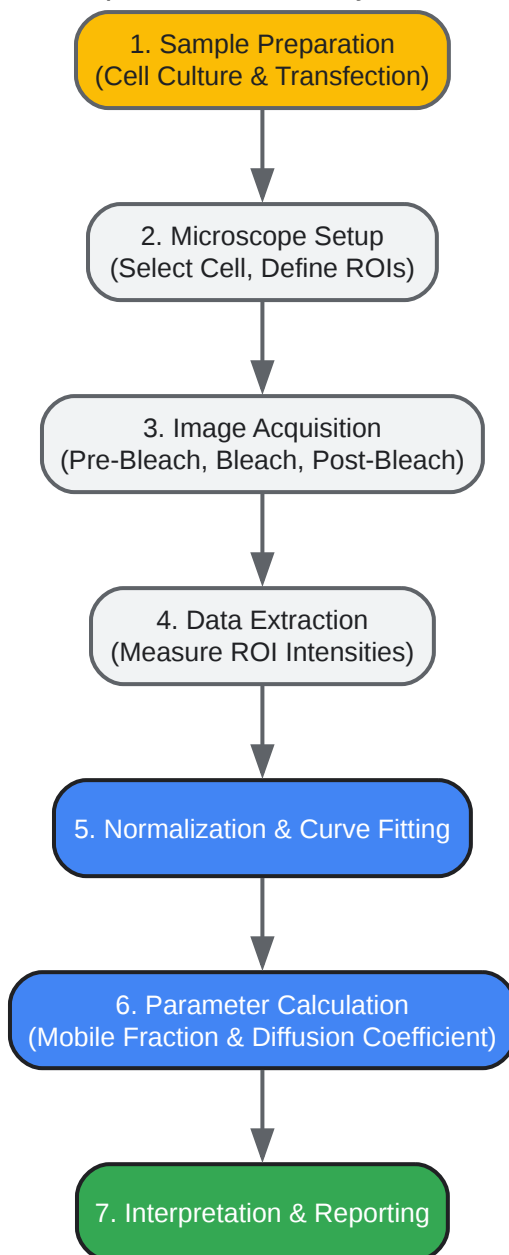 1. Sample Preparation
(Cell Culture & Transfection)
2. Microscope Setup
(Select Cell, Define ROIs)
3. Image Acquisition
(Pre-Bleach, Bleach, Post-Bleach)
4. Data Extraction
(Measure ROI Intensities)
5. Normalization & Curve Fitting
6. Parameter Calculation
(Mobile Fraction & Diffusion Coefficient)
7. Interpretation & Reporting